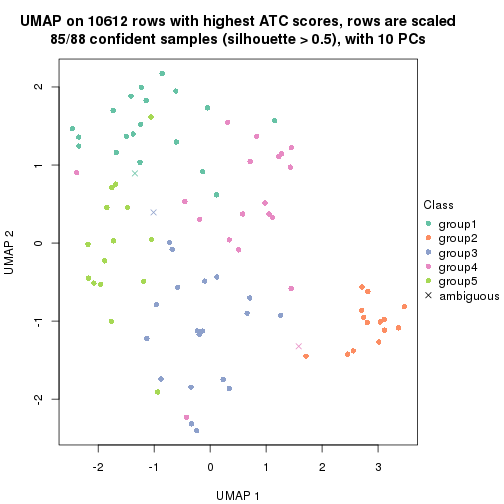 UMAP on 10612 rows with highest ATC scores, rows are scaled
85/88 confident samples (silhouette > 0.5), with 10 PCs
UMAP 2
2
1
0
-1
-2
-2
-1
0
1
2
3
UMAP 1
Class
group1
group2
group3
group4
group5
ambiguous